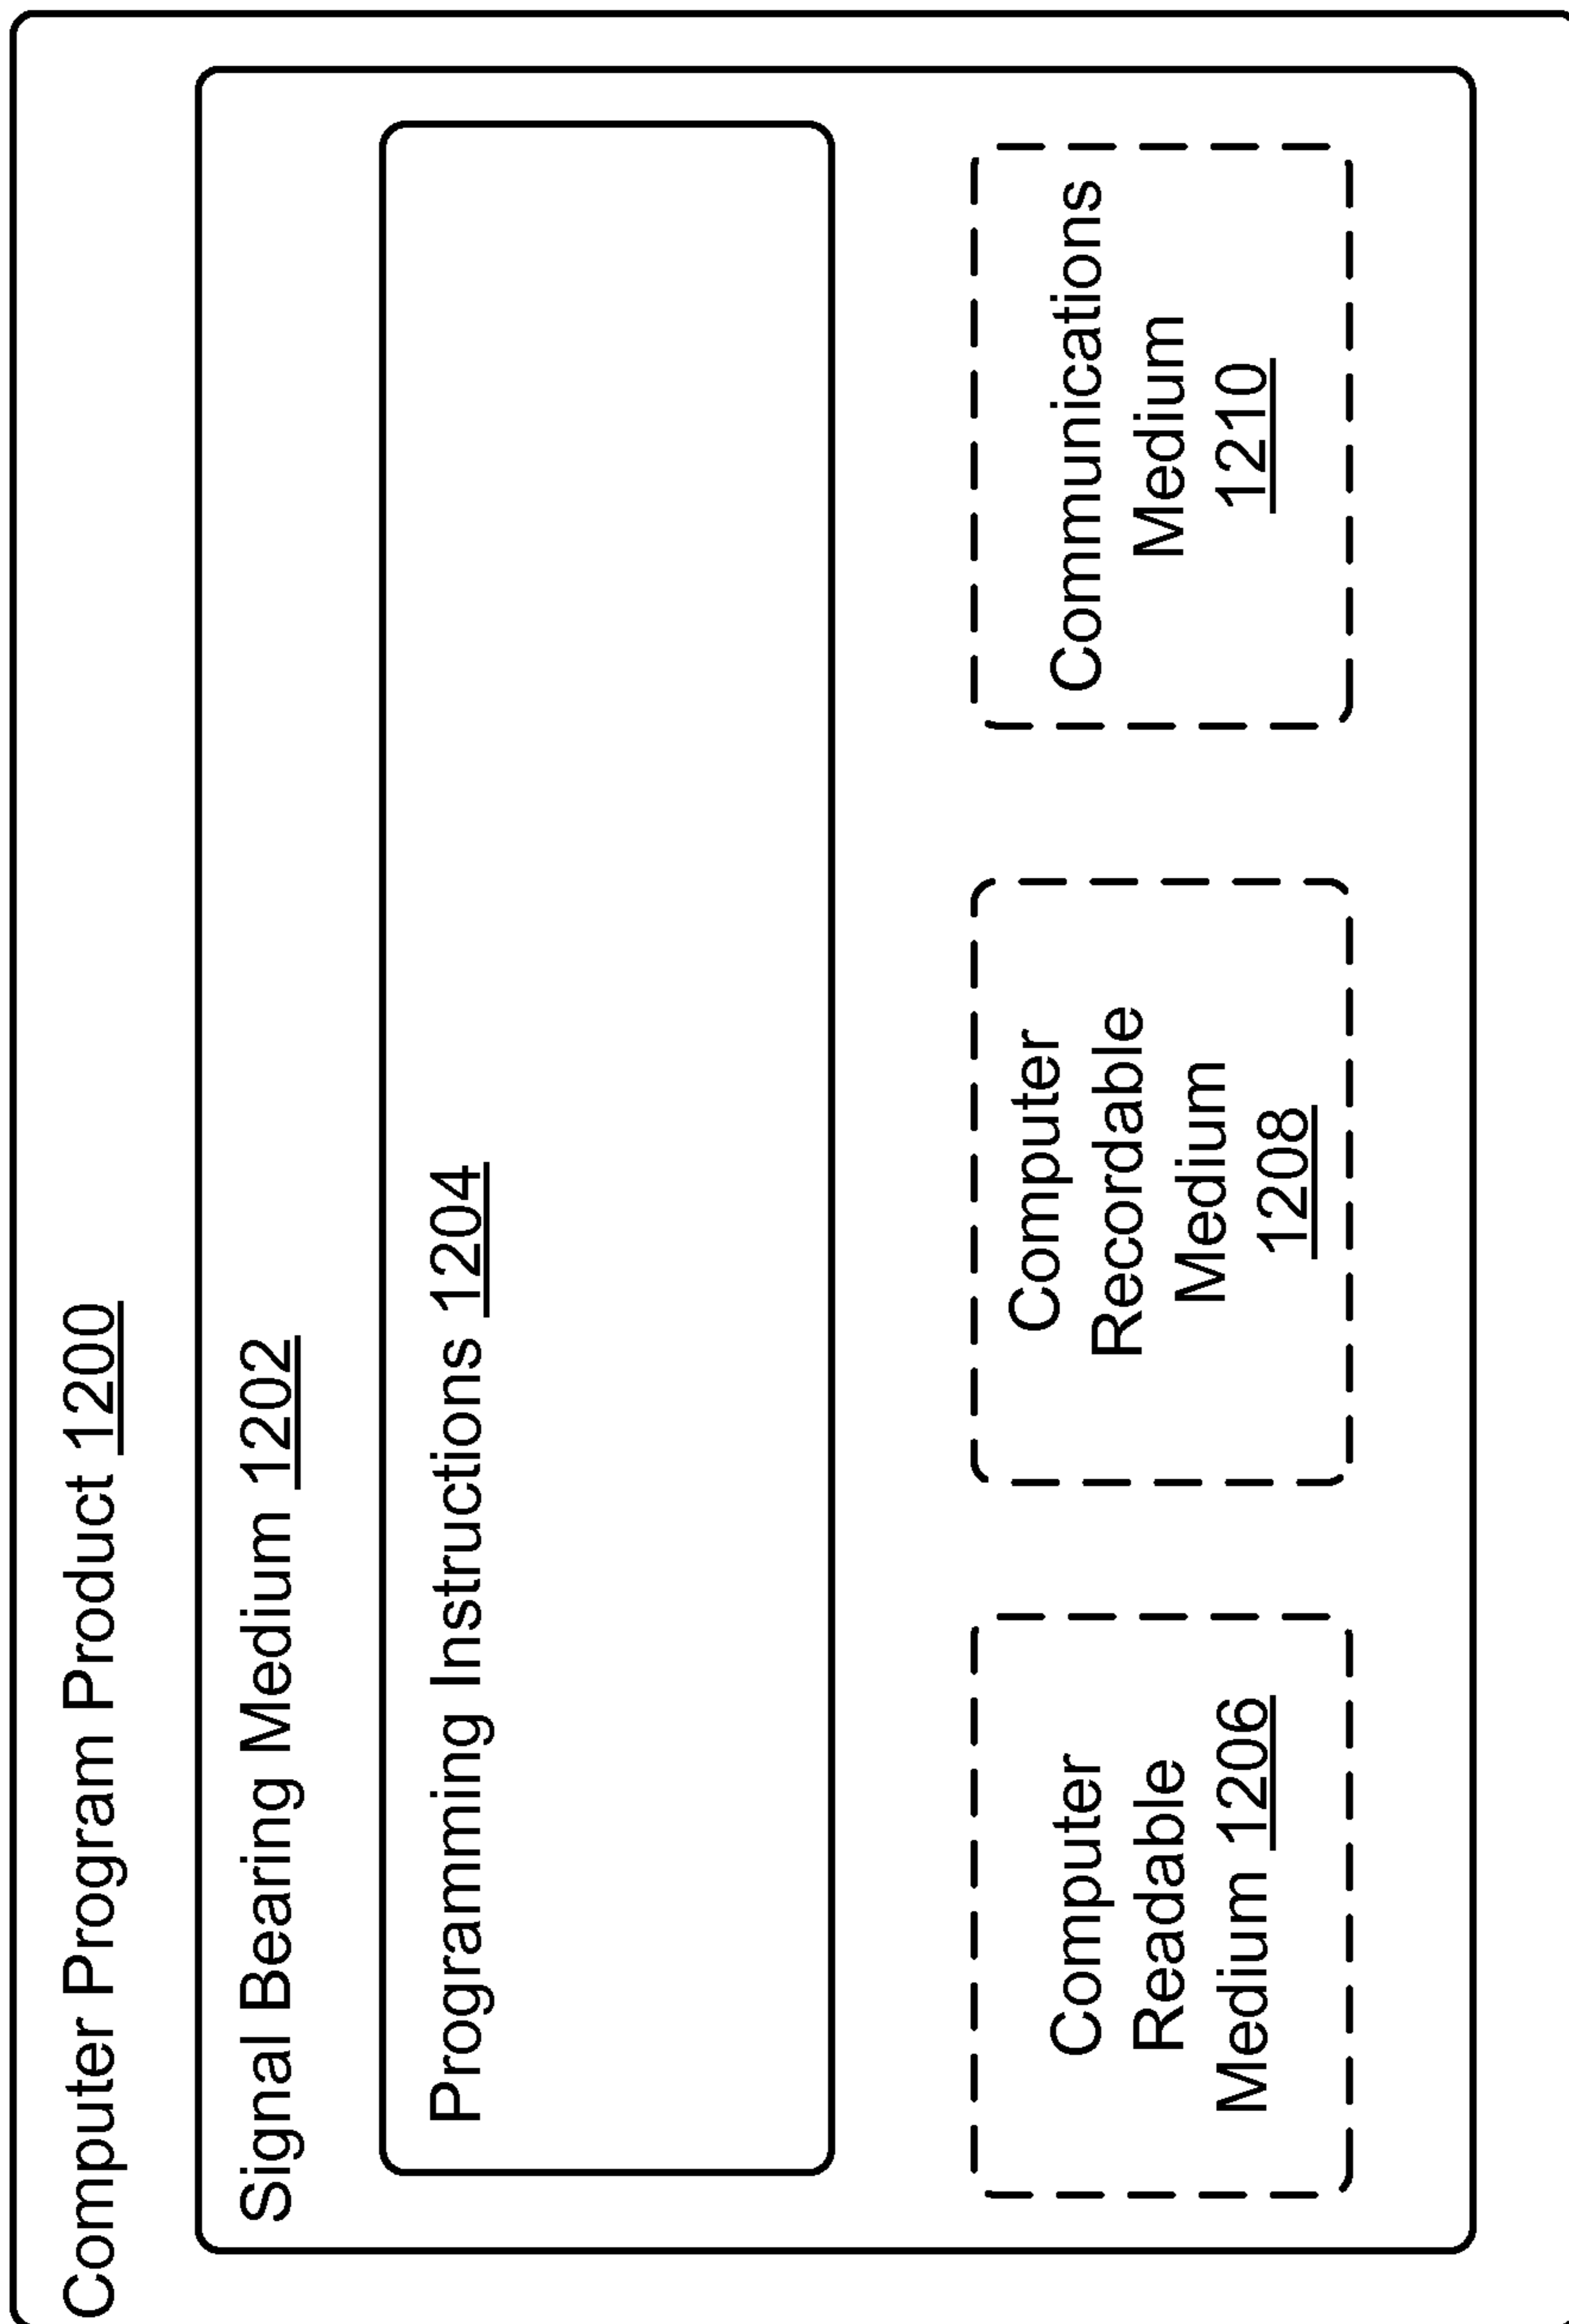 Computer Program Product 1200
Signal Bearing Medium 1202
Programming Instructions 1204
Computer
Readable
Medium 1206
Computer
Recordable
Medium
1208
Communications
Medium
1210